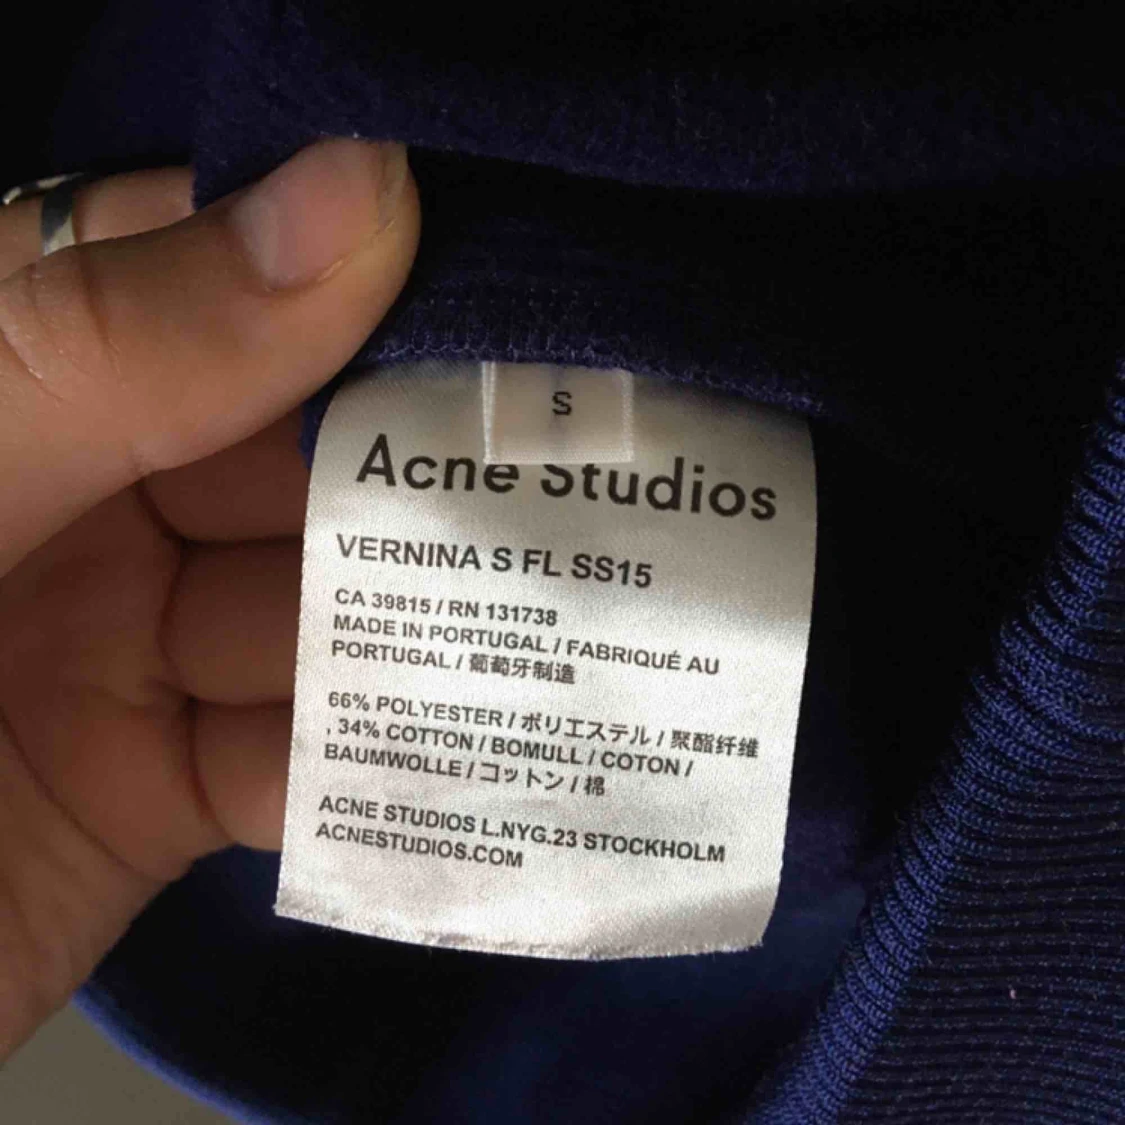 S
Acne Studios
VERNINA S FL SS15
CA 39815 / RN 131738
MADE IN PORTUGAL / FABRIQUÉ AU
PORTUGAL / 葡萄牙制造
66% POLYESTER / ポリエステル / 聚酯纤维
, 34% COTTON / BOMULL / COTON /
BAUMWOLLE / コットン / 棉
ACNE STUDIOS L.NYG.23 STOCKHOLM
ACNESTUDIOS.COM